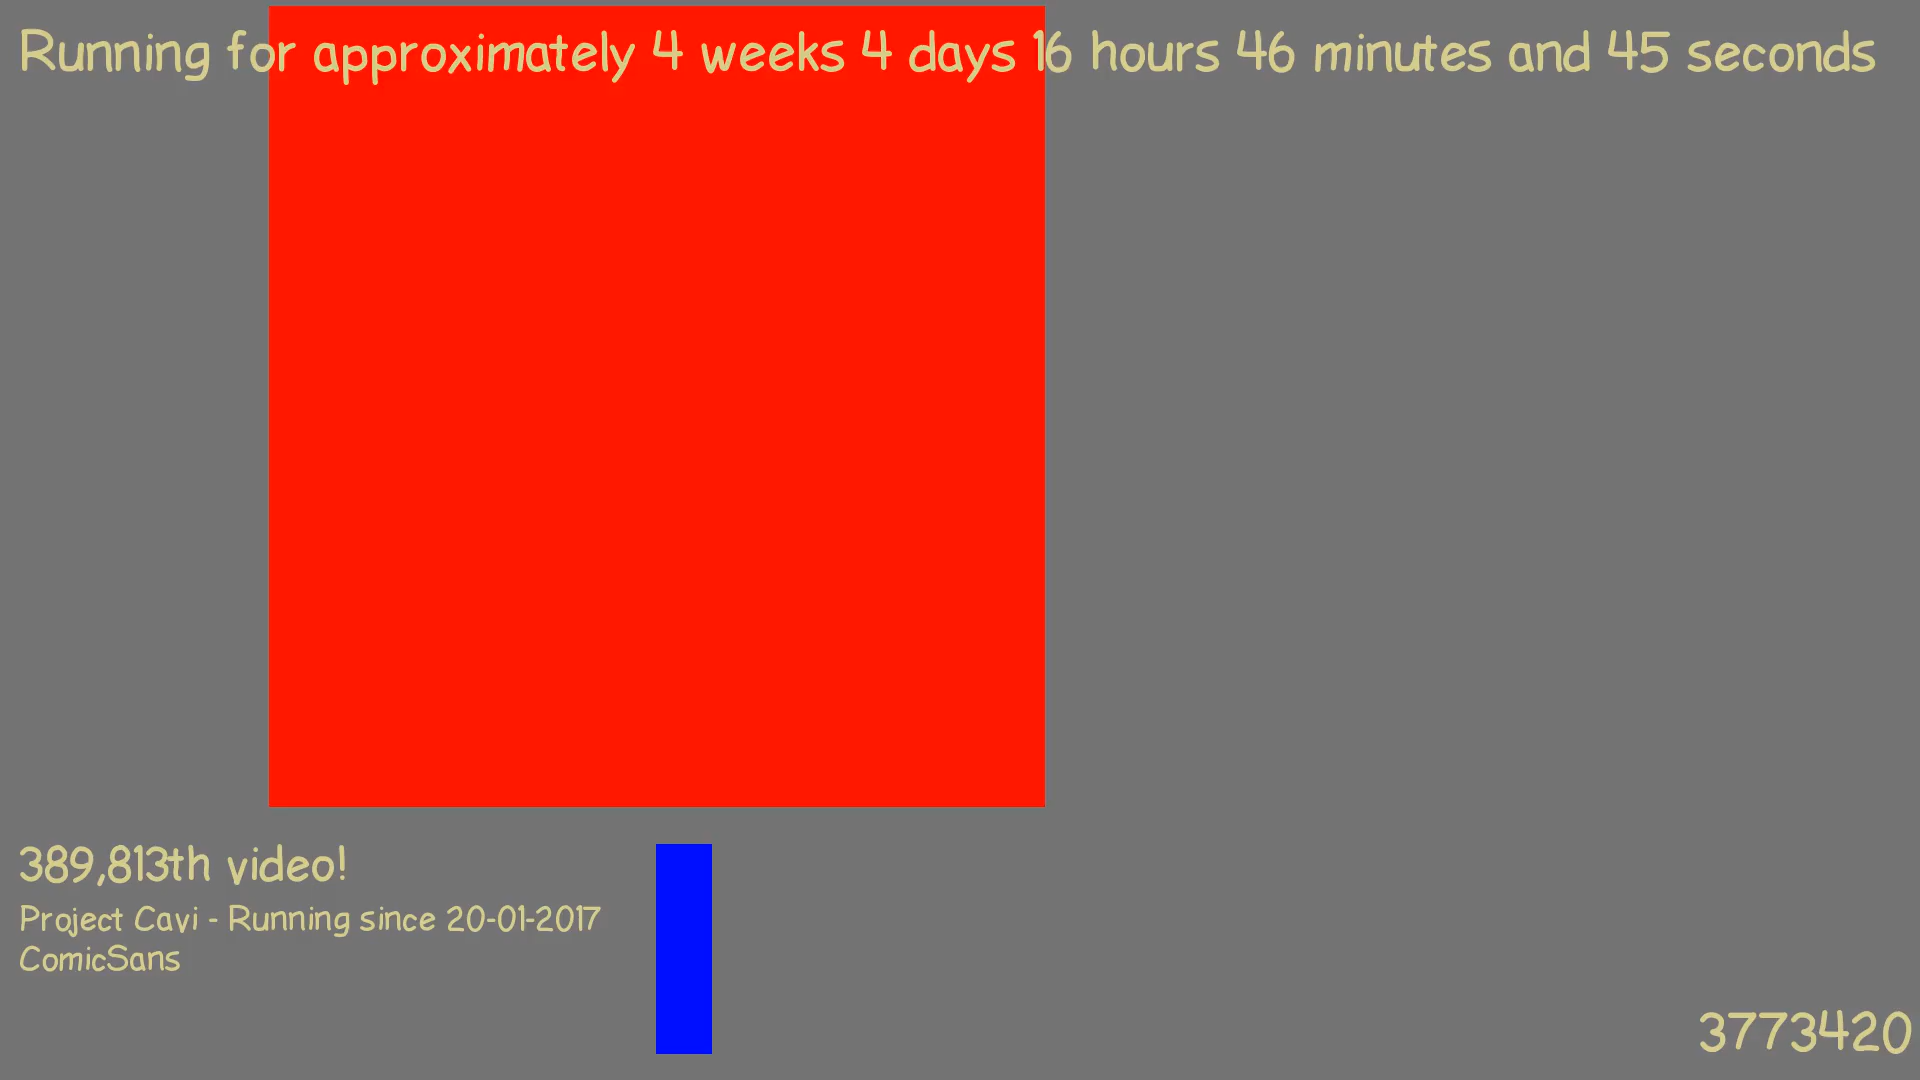 Running for approximately 4 weeks 4 days 16 hours 46 minutes and 45 seconds
389,813th video!
Project Cavi - Running since 20-01-2017
ComicSans
3773420